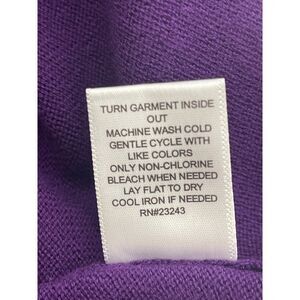 TURN GARMENT INSIDE
OUT
MACHINE WASH COLD
GENTLE CYCLE WITH
LIKE COLORS
ONLY NON-CHLORINE
BLEACH WHEN NEEDED
LAY FLAT TO DRY
COOL IRON IF NEEDED
RN#23243